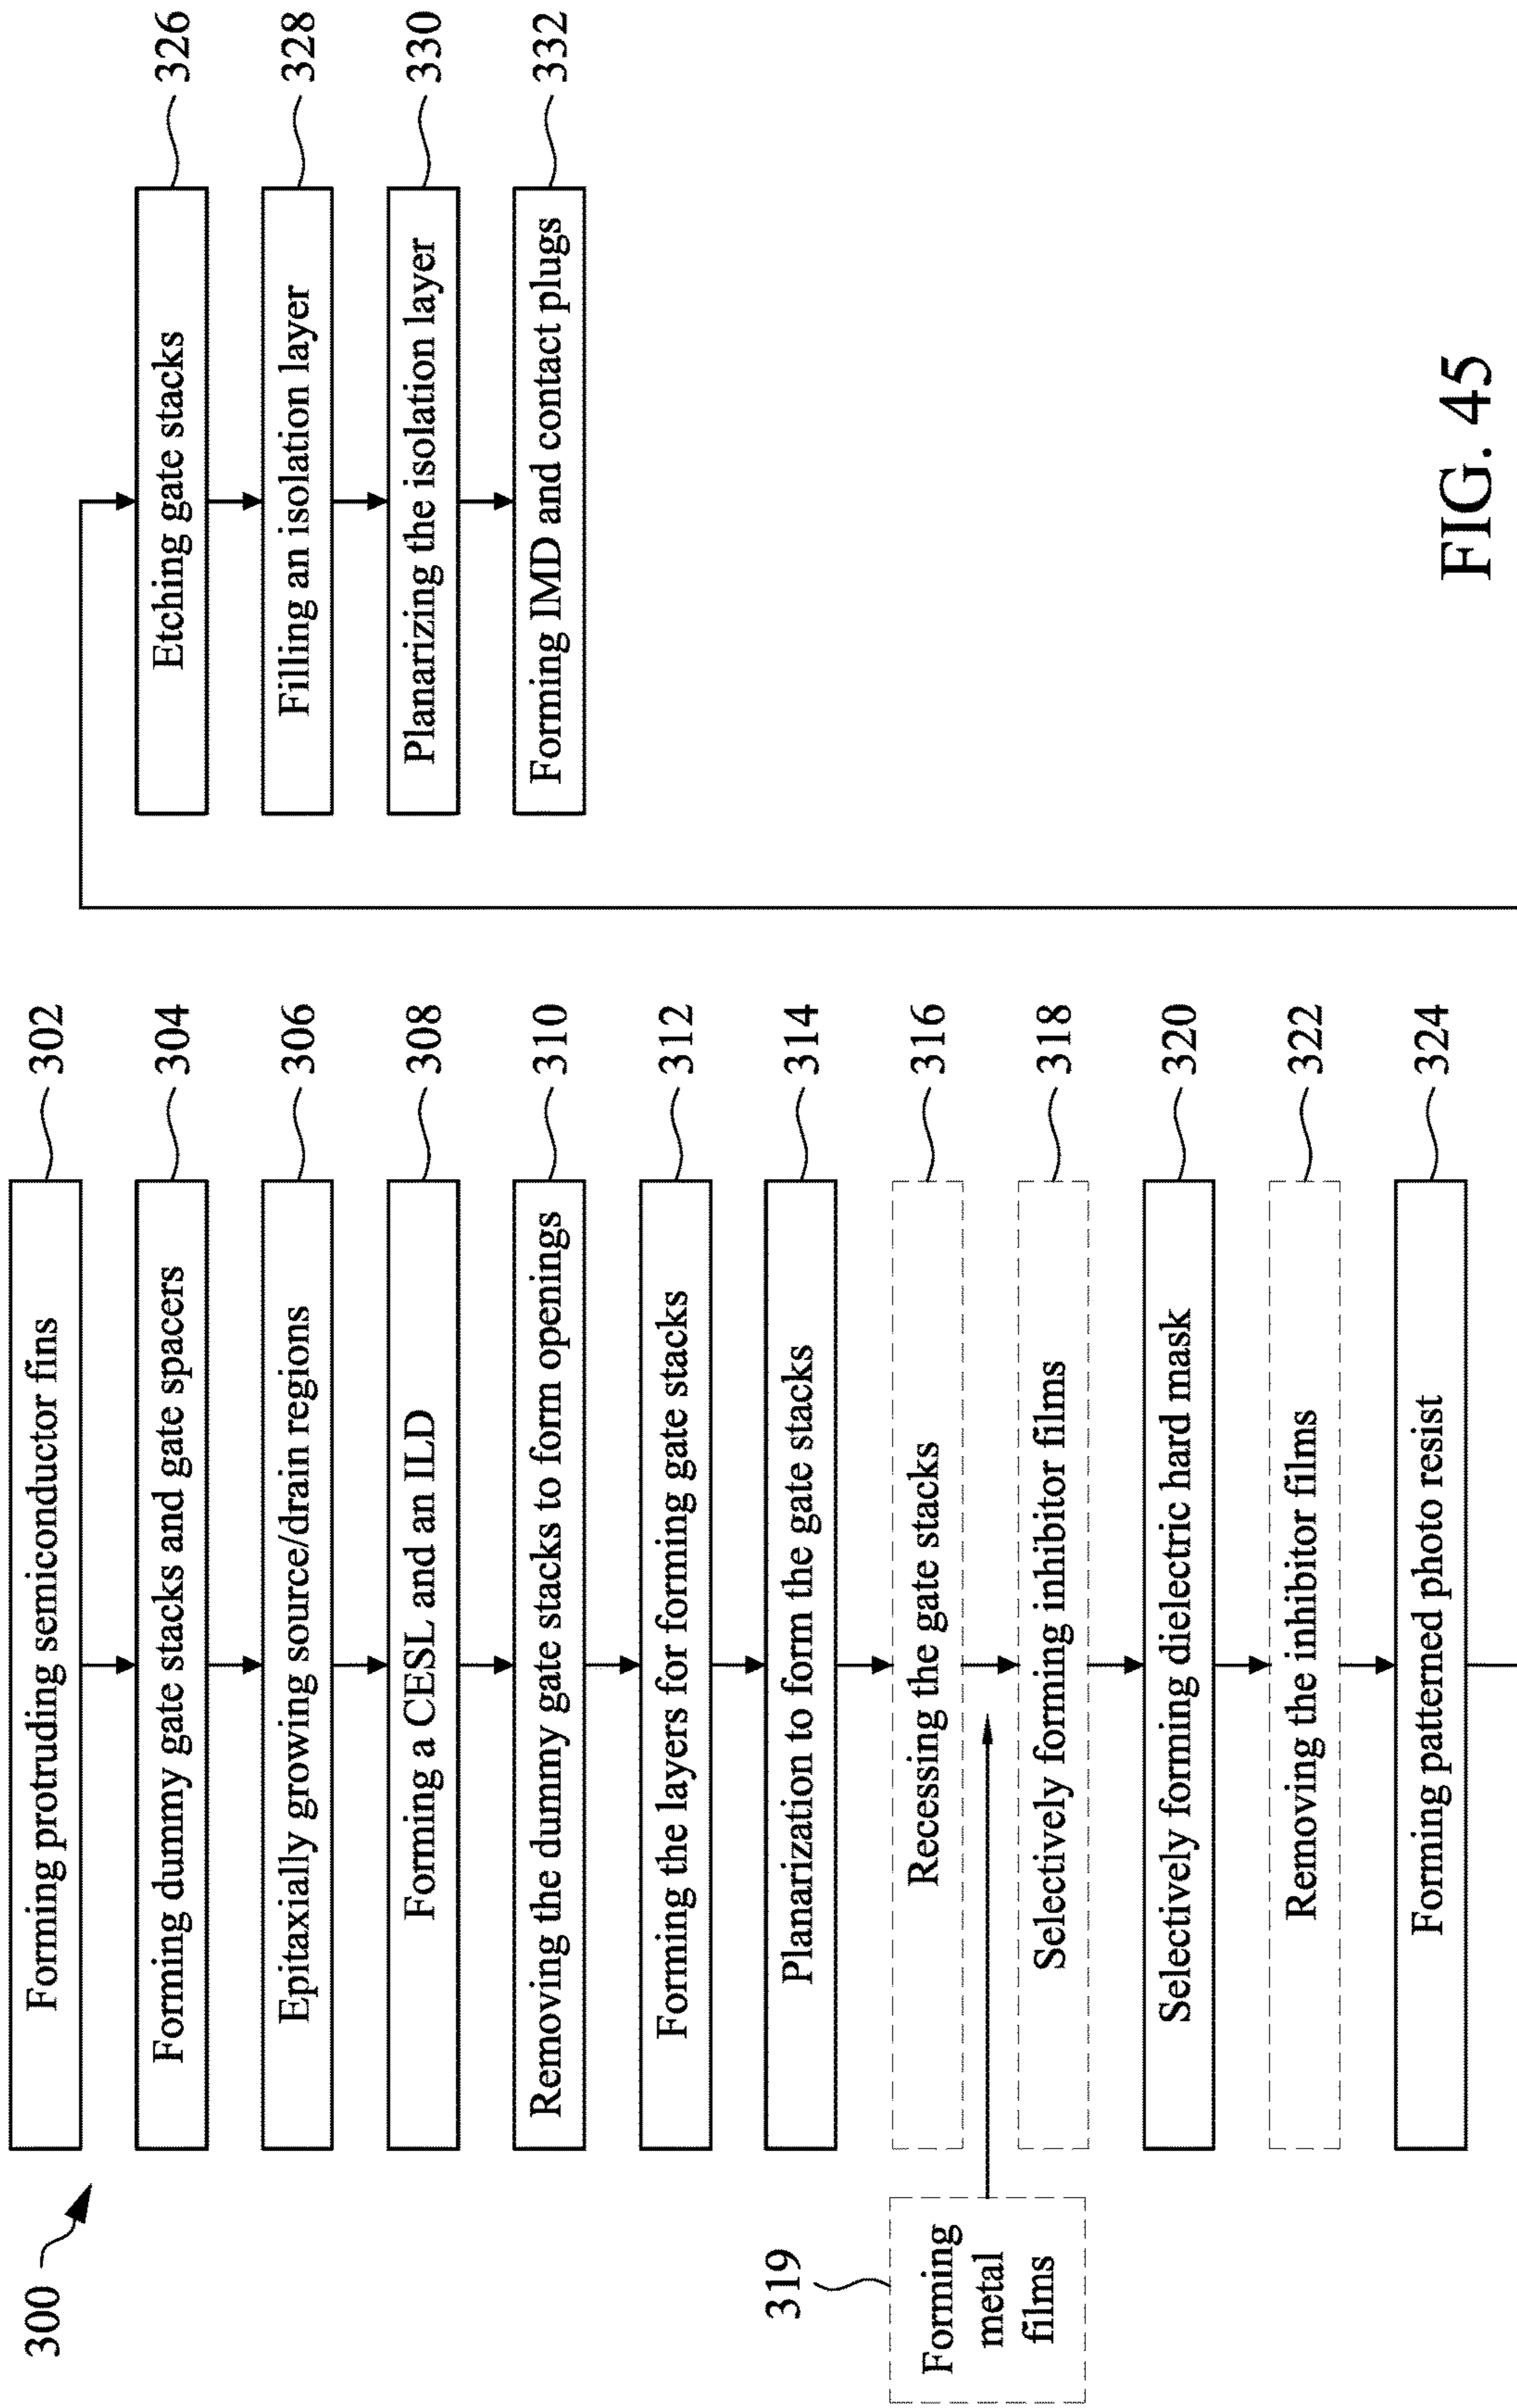 300
Forming protruding semiconductor fins
302
Forming dummy gate stacks and gate spacers
304
Epitaxially growing source/drain regions
306
Forming a CESL and an ILD
308
Removing the dummy gate stacks to form openings
310
Forming the layers for forming gate stacks
312
Planarization to form the gate stacks
314
Recessing the gate stacks
316
319
Forming
metal
films
Selectively forming inhibitor films
318
Selectively forming dielectric hard mask
320
Removing the inhibitor films
322
Forming patterned photo resist
324
Etching gate stacks
326
Filling an isolation layer
328
Planarizing the isolation layer
330
Forming IMD and contact plugs
332
FIG. 45